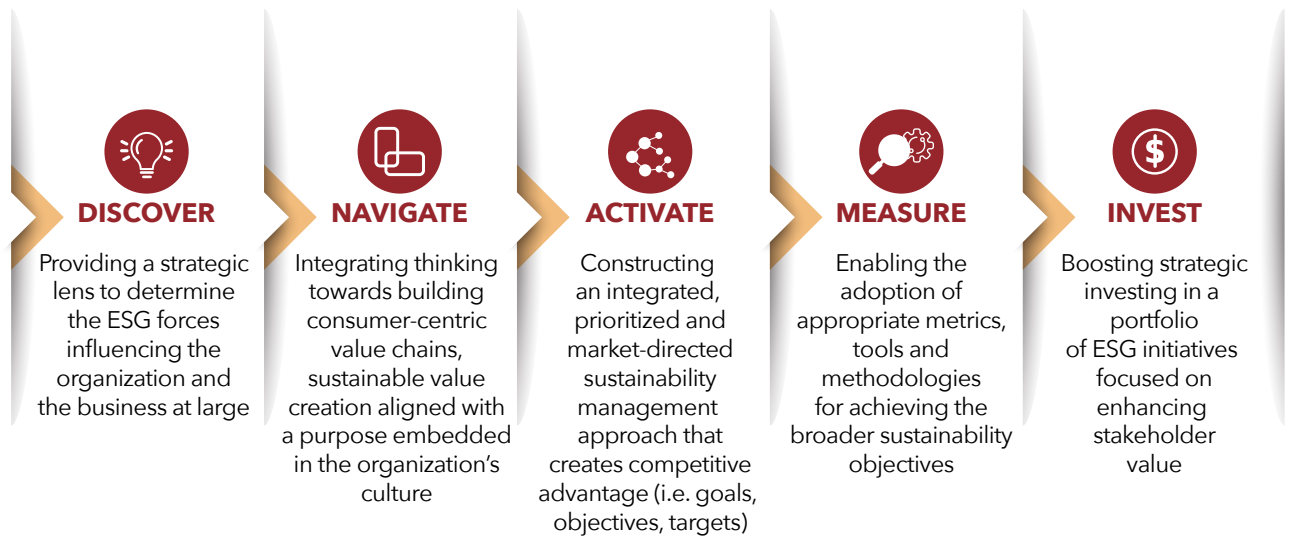 DISCOVER
Providing a strategic
lens to determine
the ESG forces
influencing the
organization and
the business at large
NAVIGATE
Integrating thinking
towards building
consumer-centric
value chains,
sustainable value
creation aligned with
a purpose embedded
in the organization’s
culture
ACTIVATE
Constructing
an integrated,
prioritized and
market-directed
sustainability
management
approach that
creates competitive
advantage (i.e. goals,
objectives, targets)
MEASURE
Enabling the
adoption of
appropriate metrics,
tools and
methodologies
for achieving the
broader sustainability
objectives
$
INVEST
Boosting strategic
investing in a
portfolio
of ESG initiatives
focused on
enhancing
stakeholder
value